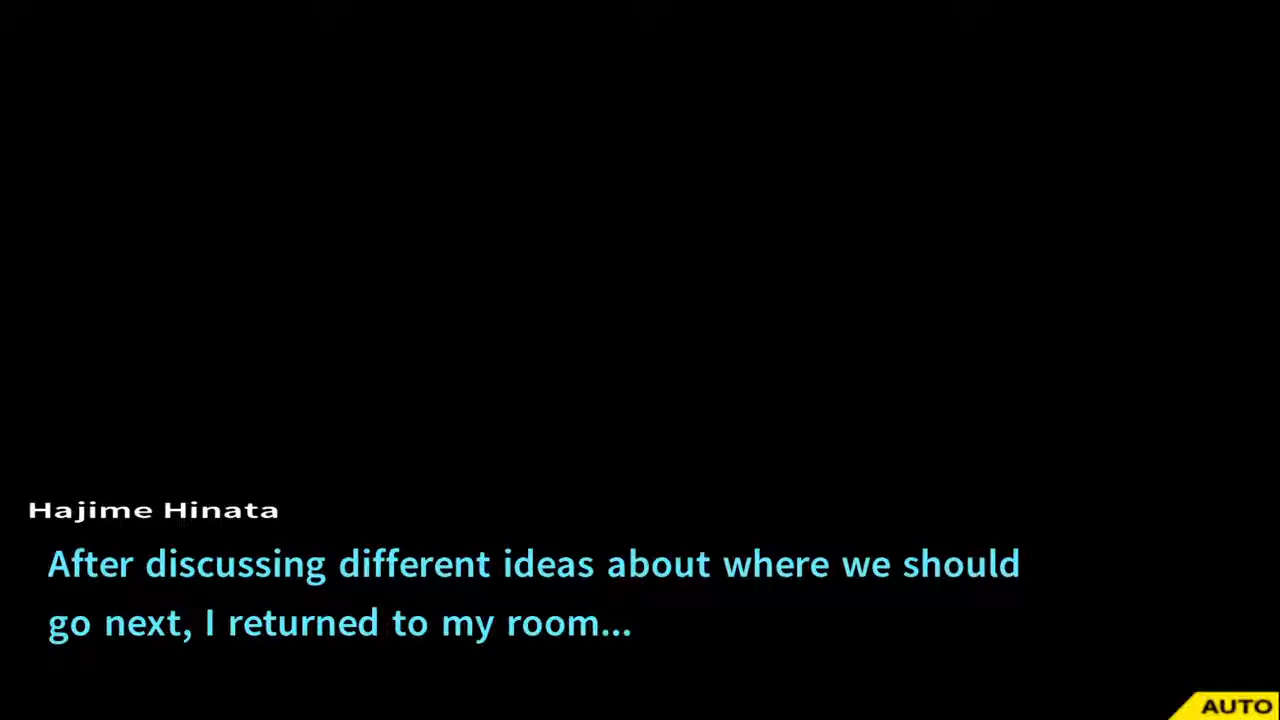 Hajime Hinata
After discussing different ideas about where we should
go next, I returned to my room...
AUTO